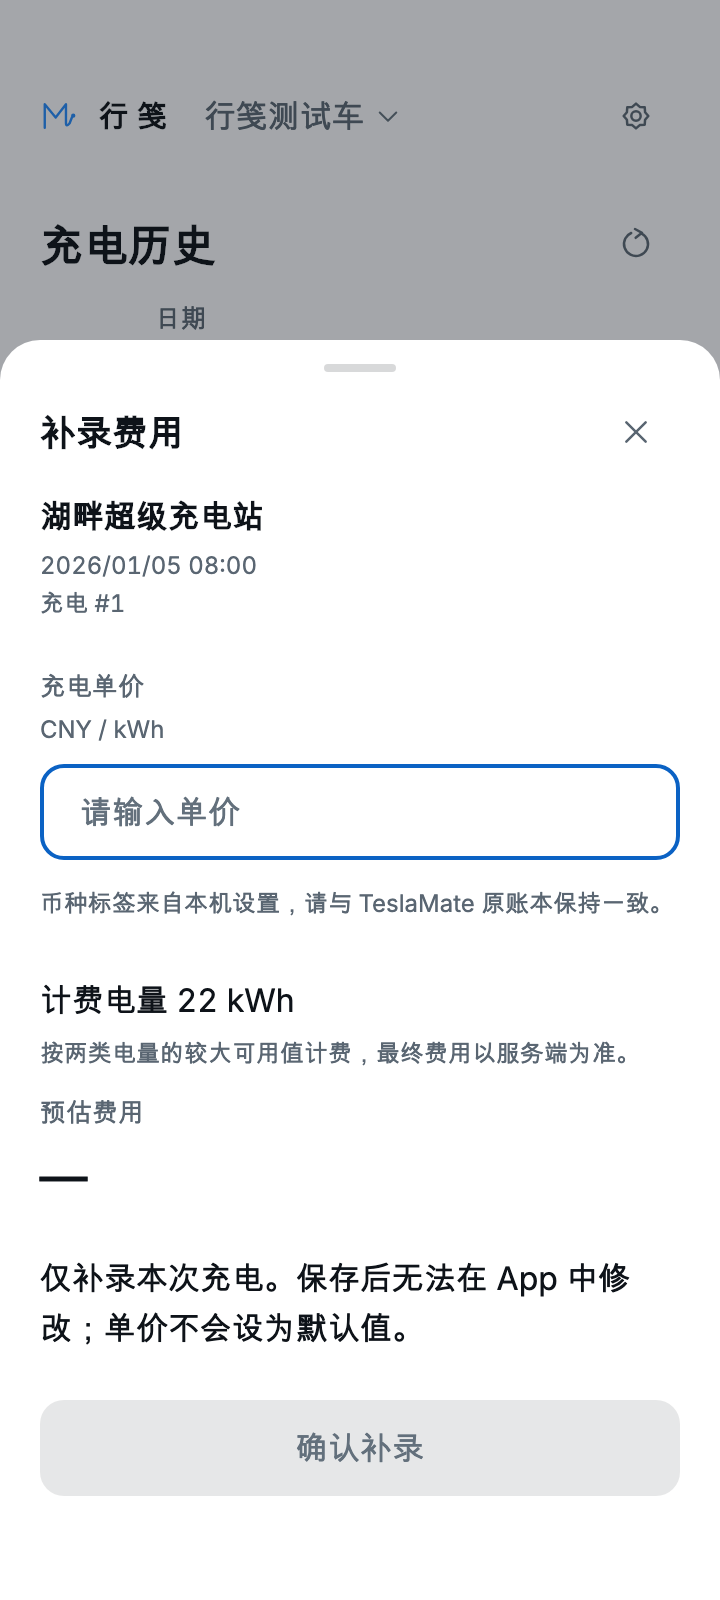 行笺 行笺测试车
充电历史
日期
补录费用
湖畔超级充电站
2026/01/05 08:00
充电 #1
充电单价
CNY / kWh
请输入单价
币种标签来自本机设置，请与 TeslaMate 原账本保持一致。
计费电量 22 kWh
按两类电量的较大可用值计费，最终费用以服务端为准。
预估费用
—
仅补录本次充电。保存后无法在 App 中修
改；单价不会设为默认值。
确认补录